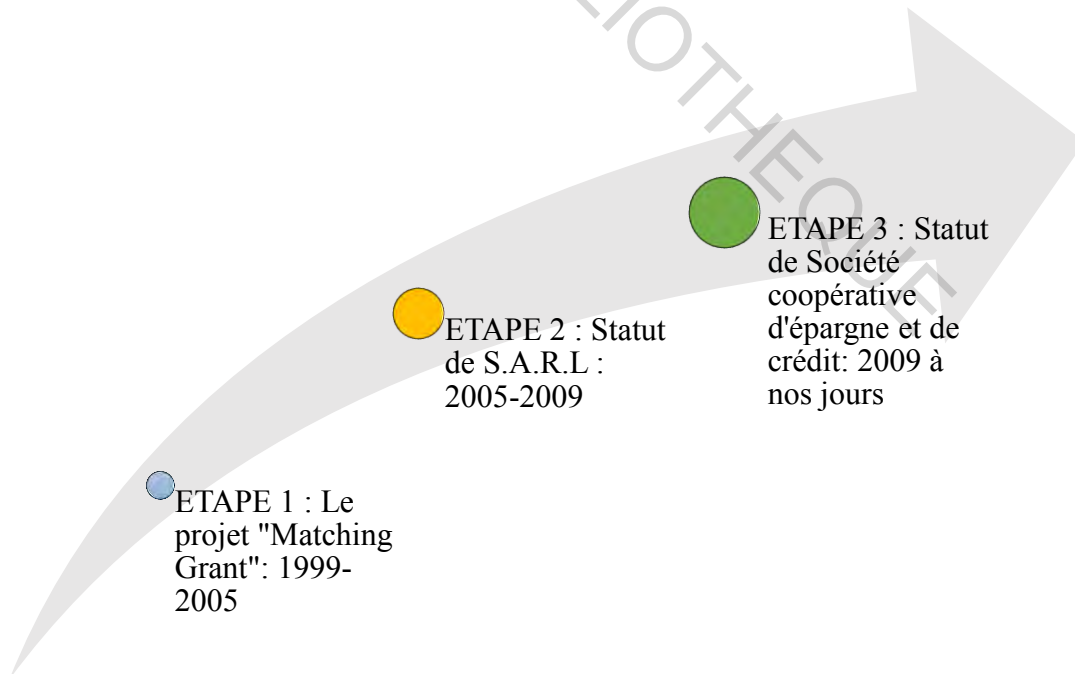 LIOTHEQUE
ETAPE 3 : Statut
de Société
coopérative
d'épargne et de
crédit: 2009 à
nos jours
ETAPE 2 : Statut
de S.A.R.L :
2005-2009
ETAPE 1 : Le
projet "Matching
Grant": 1999-
2005